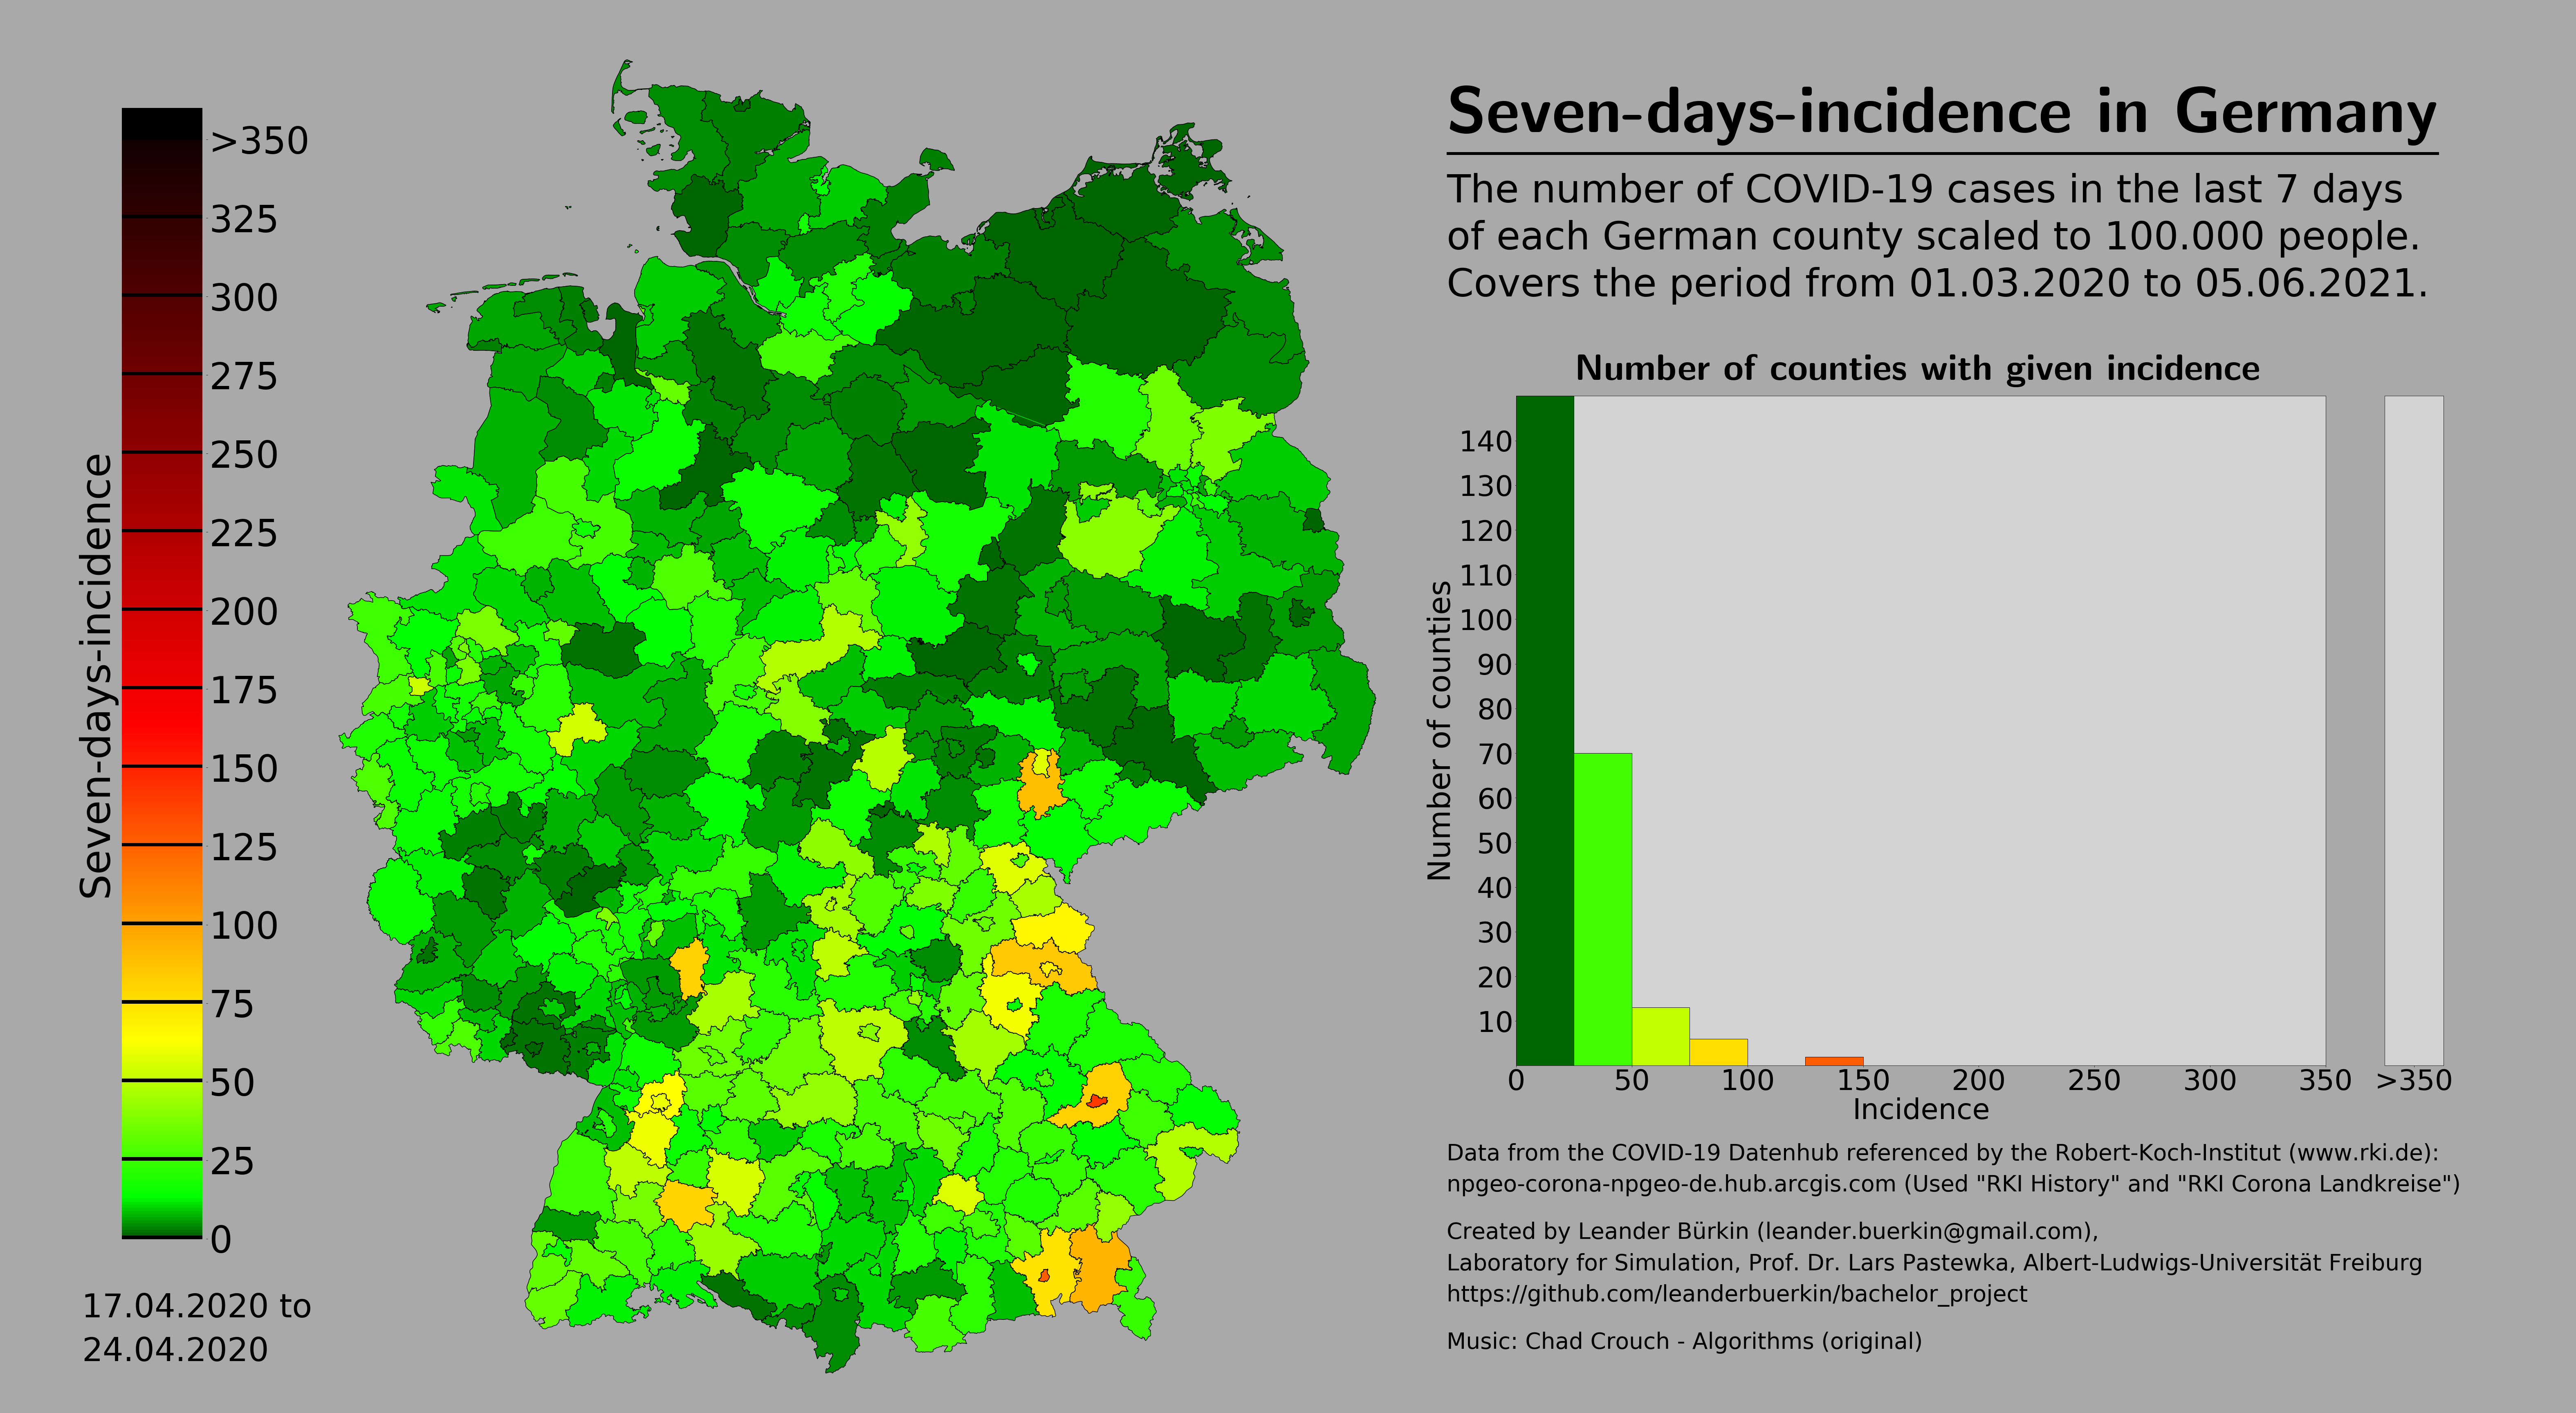 Seven-days-incidence in Germany
The number of COVID-19 cases in the last 7 days
of each German county scaled to 100.000 people.
Covers the period from 01.03.2020 to 05.06.2021.
Seven-days-incidence
>350
325
300
275
250
225
200
175
150
125
100
75
50
25
0
17.04.2020 to
24.04.2020
Number of counties with given incidence
Number of counties
140
130
120
110
100
90
80
70
60
50
40
30
20
10
0 50 100 150 200 250 300 350 >350
Incidence
Data from the COVID-19 Datenhub referenced by the Robert-Koch-Institut (www.rki.de):
npgeo-corona-npgeo-de.hub.arcgis.com (Used "RKI History" and "RKI Corona Landkreise")
Created by Leander Bürkin (leander.buerkin@gmail.com),
Laboratory for Simulation, Prof. Dr. Lars Pastewka, Albert-Ludwigs-Universität Freiburg
https://github.com/leanderbuerkin/bachelor_project
Music: Chad Crouch - Algorithms (original)